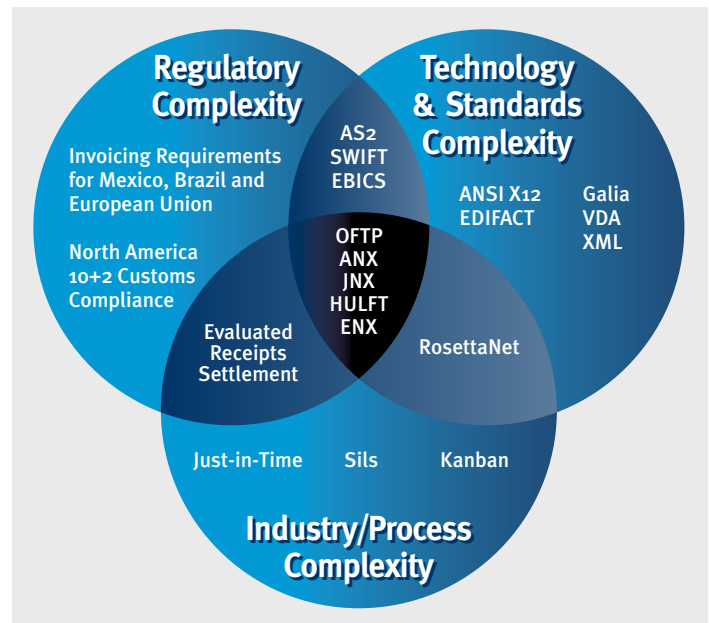 Regulatory
Complexity
Technology
& Standards
Complexity
Invoicing Requirements
for Mexico, Brazil and
European Union
North America
10+2 Customs
Compliance
AS2
SWIFT
EBICS
ANSI X12
EDIFACT
Galia
VDA
XML
OFTP
ANX
JNX
HULFT
ENX
Evaluated
Receipts
Settlement
RosettaNet
Just-in-Time
Sils
Kanban
Industry/Process
Complexity